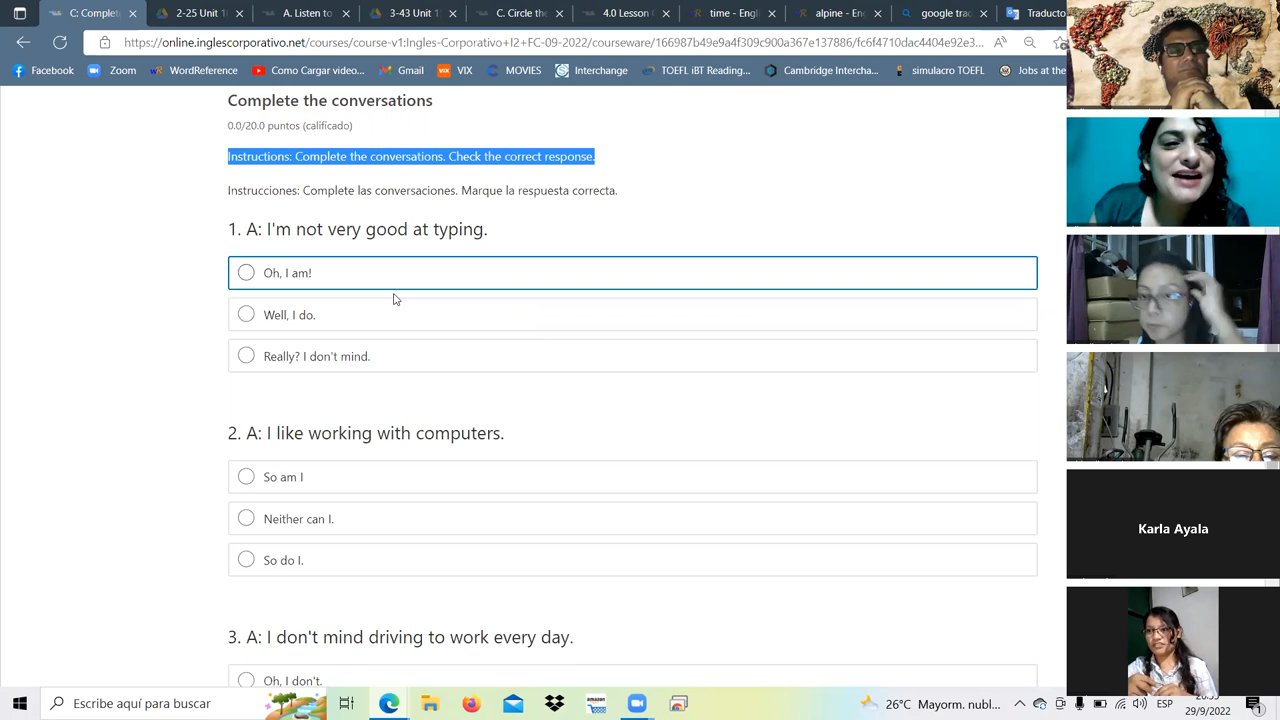 C: Complet
2-25 Unit
A. Listen to
3-43 Unit 1
C. Circle the
4.0 Lesson
time - Engl
alpine - En
google tra
Traducto
https://online.inglescorporativo.net/courses/course-v1:Ingles-Corporativo+I2+FC-09-2022/courseware/166987b49e9a4f309c900a367e137886/fc6f4710dac4404e92e3...
Facebook
Zoom
WordReference
Como Cargar video...
Gmail
VIX
MOVIES
Interchange
TOEFL iBT Reading...
Cambridge Intercha...
simulacro TOEFL
Jobs at the
Complete the conversations
0.0/20.0 puntos (calificado)
Instructions: Complete the conversations. Check the correct response.
Instrucciones: Complete las conversaciones. Marque la respuesta correcta.
1. A: I'm not very good at typing.
Oh, I am!
Well, I do.
Really? I don't mind.
2. A: I like working with computers.
So am I
Neither can I.
So do I.
3. A: I don't mind driving to work every day.
Oh, I don't.
Karla Ayala
Escribe aquí para buscar
amazon
26°C Mayorm. nubl...
ESP
29/9/2022
1